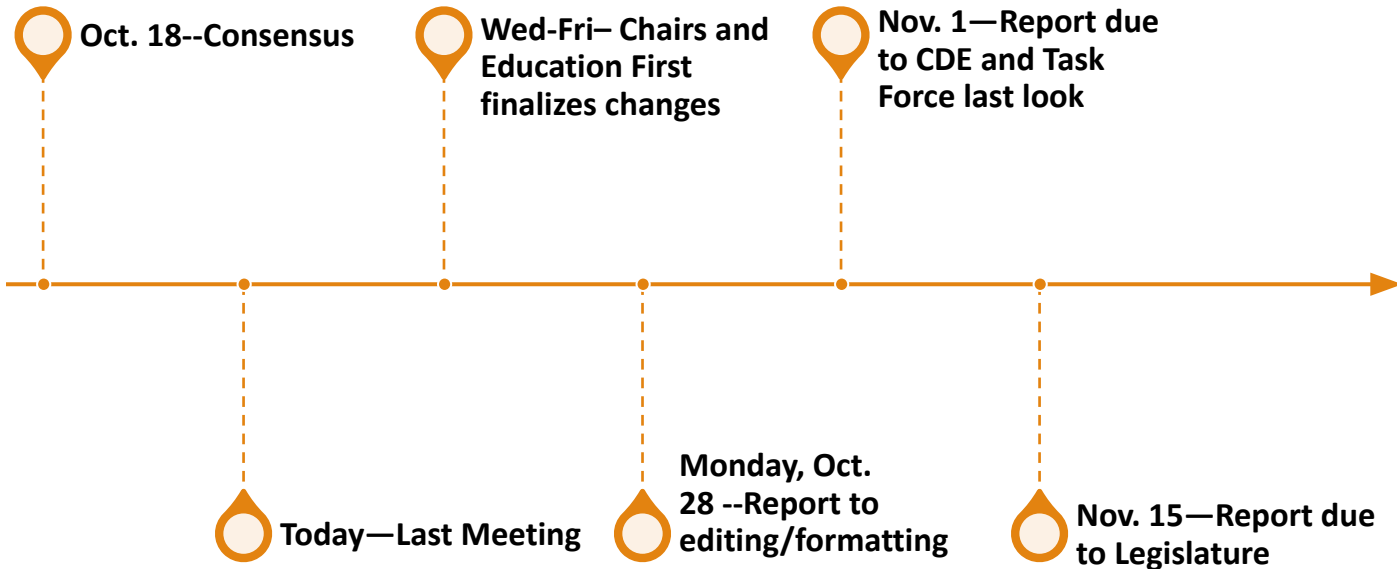 Oct. 18--Consensus
Wed-Fri– Chairs and
Education First
finalizes changes
Nov. 1—Report due
to CDE and Task
Force last look
Today—Last Meeting
Monday, Oct.
28 --Report to
editing/formatting
Nov. 15—Report due
to Legislature